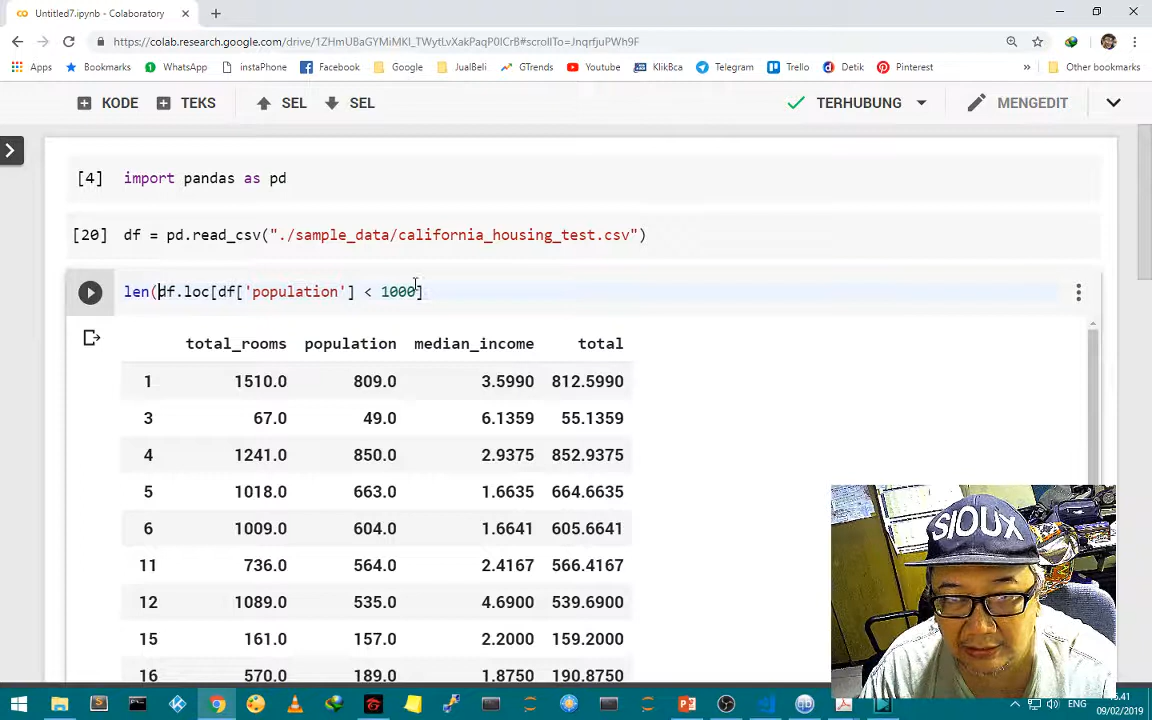 Untitled7.ipynb - Colaboratory
https://colab.research.google.com/drive/1ZHmUBaGYMiMKl_TWytLvXakPaqP0ICrB#scrollTo=JnqrfjuPWh9F
Apps Bookmarks WhatsApp instaPhone Facebook Google JualBeli GTrends Youtube KlikBca Telegram Trello Detik Pinterest » Other bookmarks
KODE TEKS SEL SEL TERHUBUNG MENGEDIT
[4] import pandas as pd
[20] df = pd.read_csv("./sample_data/california_housing_test.csv")
len(df.loc[df['population'] < 1000]
total_rooms population median_income total
1 1510.0 809.0 3.5990 812.5990
3 67.0 49.0 6.1359 55.1359
4 1241.0 850.0 2.9375 852.9375
5 1018.0 663.0 1.6635 664.6635
6 1009.0 604.0 1.6641 605.6641
11 736.0 564.0 2.4167 566.4167
12 1089.0 535.0 4.6900 539.6900
15 161.0 157.0 2.2000 159.2000
16 570.0 189.0 1.8750 190.8750
SIOUX
ENG
09/02/2019